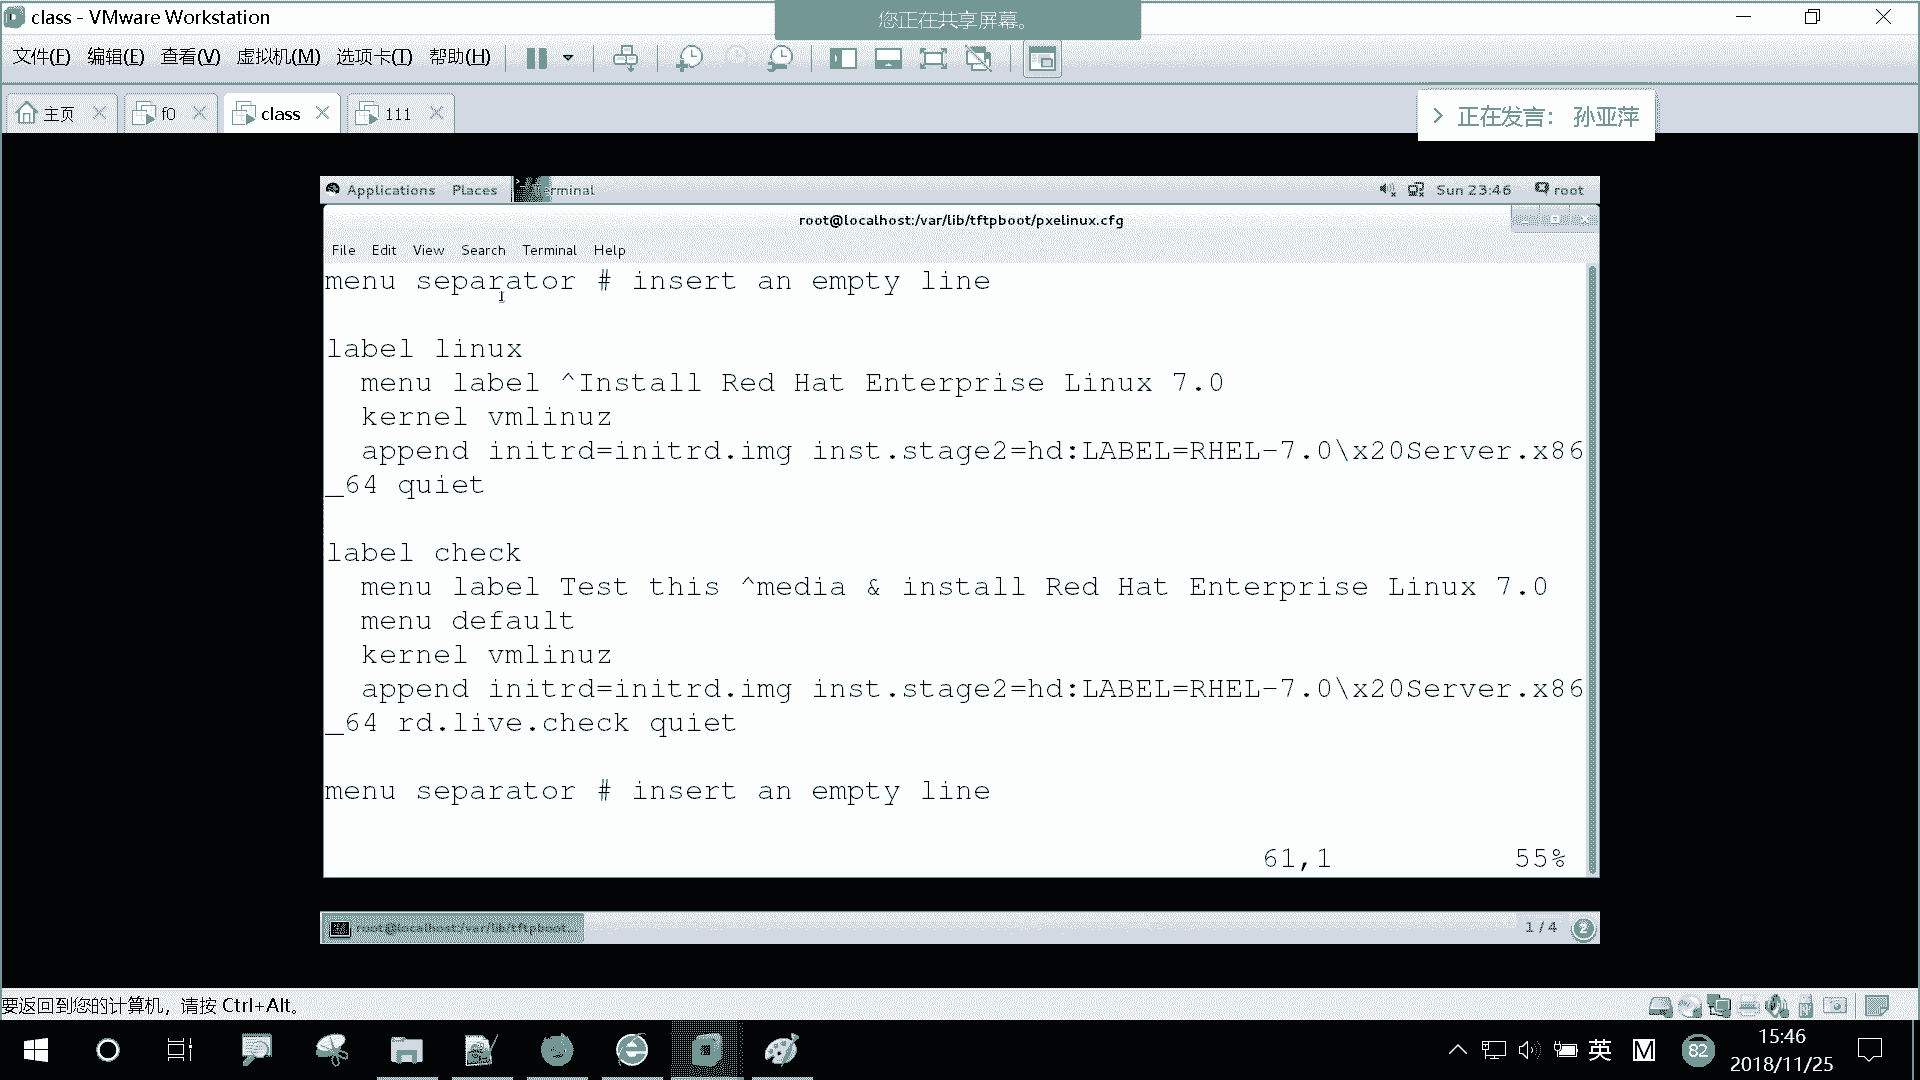 class - VMware Workstation
您正在共享屏幕。
文件(F) 编辑(E) 查看(V) 虚拟机(M) 选项卡(T) 帮助(H)
主页 f0 class 111
正在发言： 孙亚萍
Applications Places Terminal Sun 23:46 root
root@localhost:/var/lib/tftpboot/pxelinux.cfg
File Edit View Search Terminal Help
menu separator # insert an empty line
label linux
menu label ^Install Red Hat Enterprise Linux 7.0
kernel vmlinuz
append initrd=initrd.img inst.stage2=hd:LABEL=RHEL-7.0\x20Server.x86
_64 quiet
label check
menu label Test this ^media & install Red Hat Enterprise Linux 7.0
menu default
kernel vmlinuz
append initrd=initrd.img inst.stage2=hd:LABEL=RHEL-7.0\x20Server.x86
_64 rd.live.check quiet
menu separator # insert an empty line
61,1 55%
root@localhost:/var/lib/tftpboot... 1 / 4 2
要返回到您的计算机，请按 Ctrl+Alt。
英 M 82 15:46
2018/11/25